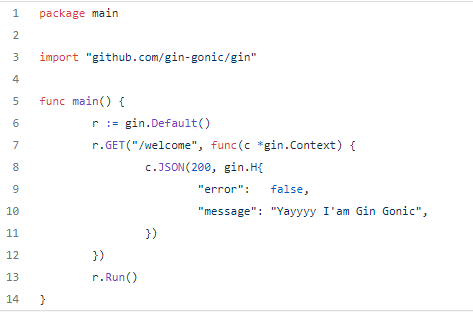 1 package main
2
3 import "github.com/gin-gonic/gin"
4
5 func main() {
6 r := gin.Default()
7 r.GET("/welcome", func(c *gin.Context) {
8 c.JSON(200, gin.H{
9 "error": false,
10 "message": "Yayyyy I'am Gin Gonic",
11 })
12 })
13 r.Run()
14 }